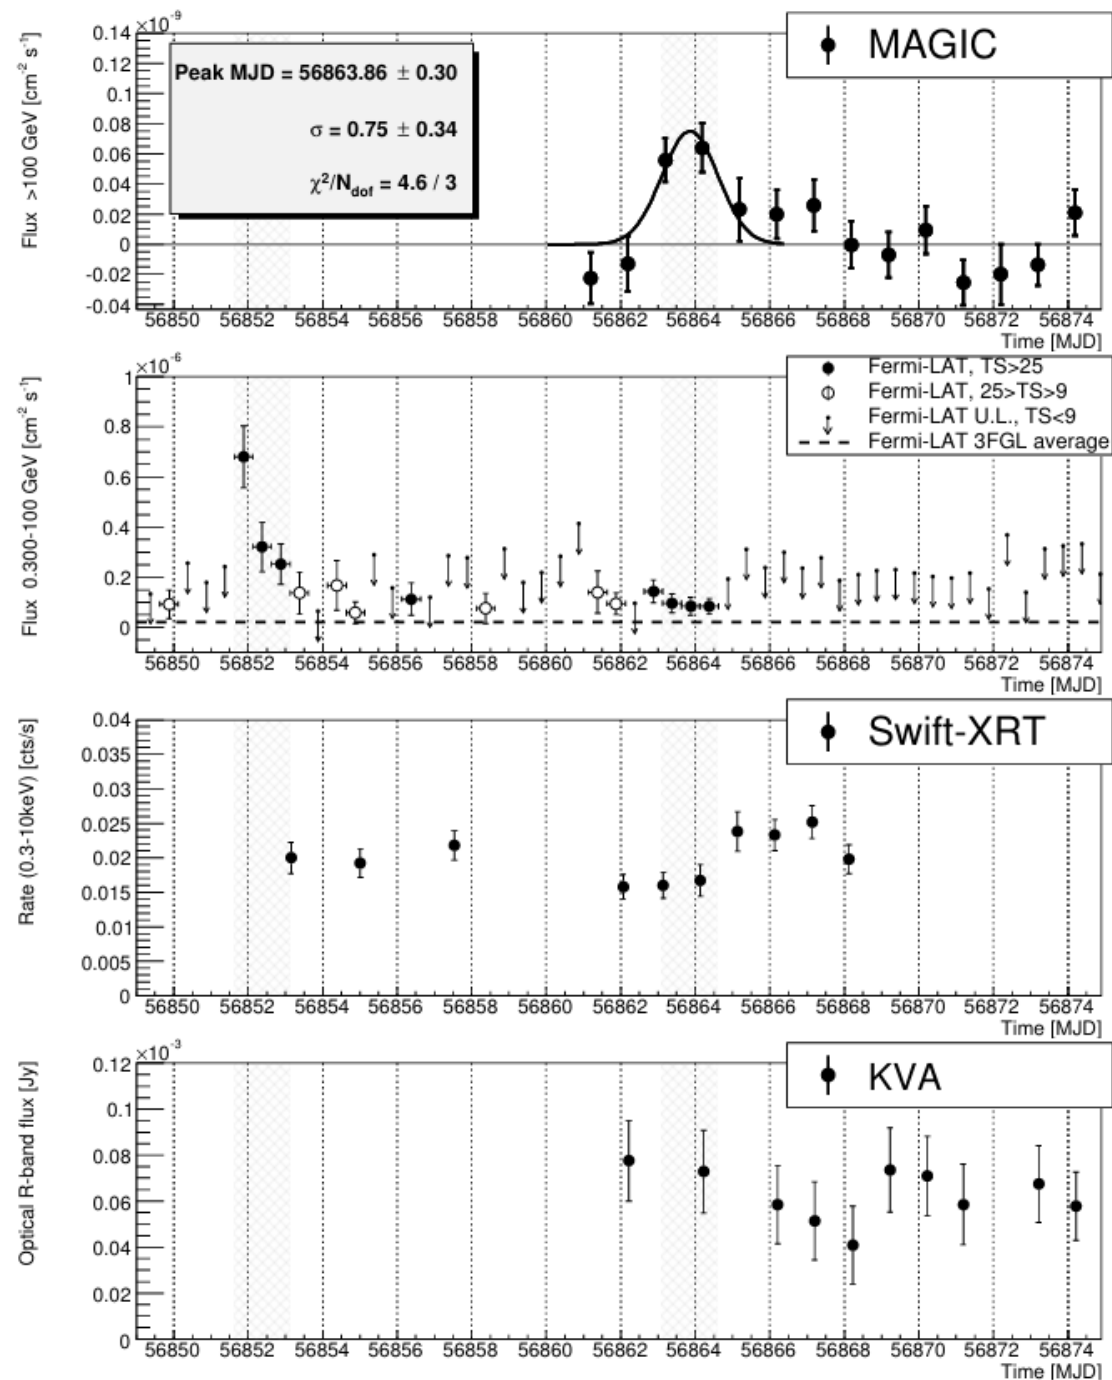 ×10⁻⁹
MAGIC
Peak MJD = 56863.86 ± 0.30
σ = 0.75 ± 0.34
χ²/N_dof = 4.6 / 3
Flux >100 GeV [cm⁻² s⁻¹]
0.14
0.12
0.1
0.08
0.06
0.04
0.02
0
-0.02
-0.04
56850 56852 56854 56856 56858 56860 56862 56864 56866 56868 56870 56872 56874
Time [MJD]
×10⁻⁶
Fermi-LAT, TS>25
Fermi-LAT, 25>TS>9
Fermi-LAT U.L., TS<9
Fermi-LAT 3FGL average
Flux 0.300-100 GeV [cm⁻² s⁻¹]
1
0.8
0.6
0.4
0.2
0
56850 56852 56854 56856 56858 56860 56862 56864 56866 56868 56870 56872 56874
Time [MJD]
Swift-XRT
Rate (0.3-10keV) [cts/s]
0.04
0.035
0.03
0.025
0.02
0.015
0.01
0.005
0
56850 56852 56854 56856 56858 56860 56862 56864 56866 56868 56870 56872 56874
Time [MJD]
×10⁻³
KVA
Optical R-band flux [Jy]
0.12
0.1
0.08
0.06
0.04
0.02
0
56850 56852 56854 56856 56858 56860 56862 56864 56866 56868 56870 56872 56874
Time [MJD]